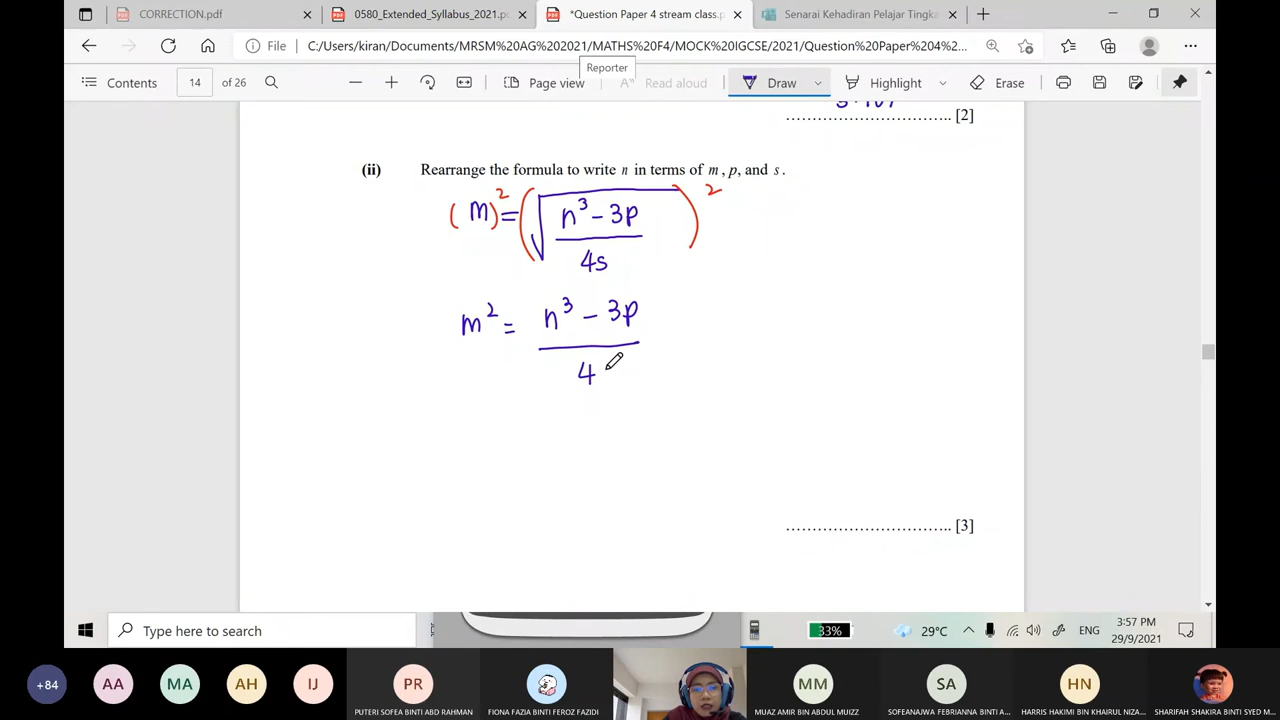 CORRECTION.pdf
0580_Extended_Syllabus_2021.p
*Question Paper 4 stream class.p
Senarai Kehadiran Pelajar Tingka
File C:/Users/kiran/Documents/MRSM%20AG%202021/MATHS%20F4/MOCK%20IGCSE/2021/Question%20Paper%204%2...
Reporter
Contents 14 of 26 Page view Read aloud Draw Highlight Erase
.................................. [2]
(ii) Rearrange the formula to write n in terms of m , p, and s .
(m)² = (√(n³ - 3p
4s))²
m² = n³ - 3p
4
.................................. [3]
Type here to search
33%
29°C
ENG
3:57 PM
29/9/2021
+84 AA MA AH IJ PR MM SA HN
PUTERI SOFEA BINTI ABD RAHMAN
FIONA FAZIA BINTI FEROZ FAZIDI
MUAZ AMIR BIN ABDUL MUIZZ
SOFEANAJWA FEBRIANNA BINTI A...
HARRIS HAKIMI BIN KHAIRUL NIZA...
SHARIFAH SHAKIRA BINTI SYED M...